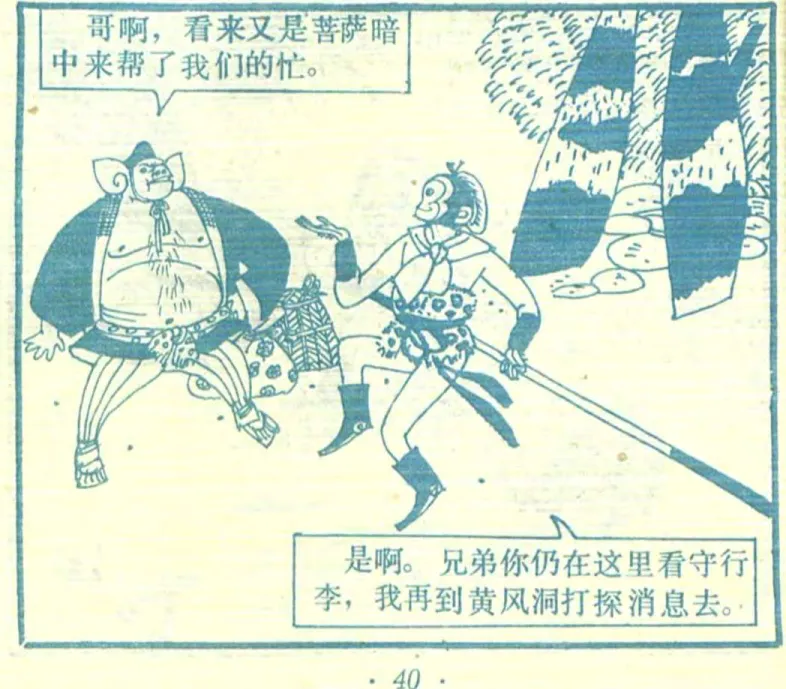 哥啊，看来又是菩萨暗
中来帮了我们的忙。
是啊。兄弟你仍在这里看守行
李，我再到黄风洞打探消息去。
· 40 ·